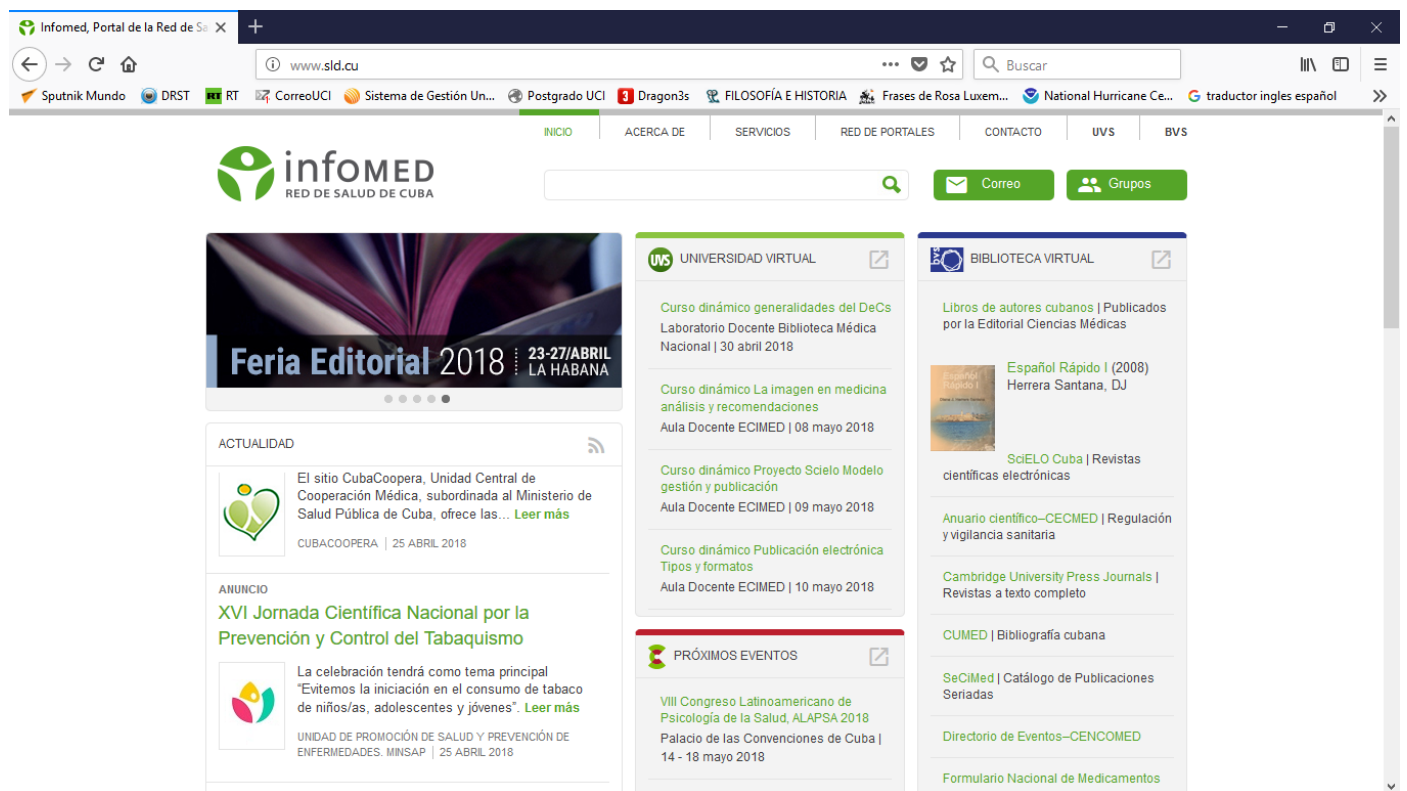 Infomed, Portal de la Red de Sa
www.sld.cu
Buscar
Sputnik Mundo
DRST
RT RT
CorreoUCI
Sistema de Gestión Un...
Postgrado UCI
3 Dragon3s
FILOSOFÍA E HISTORIA
Frases de Rosa Luxem...
National Hurricane Ce...
G traductor ingles español
INICIO
ACERCA DE
SERVICIOS
RED DE PORTALES
CONTACTO
UVS
BVS
infOMED
RED DE SALUD DE CUBA
Correo
Grupos
Feria Editorial 2018
23-27/ABRIL
LA HABANA
ACTUALIDAD
El sitio CubaCoopera, Unidad Central de
Cooperación Médica, subordinada al Ministerio de
Salud Pública de Cuba, ofrece las... Leer más
CUBACOOPERA | 25 ABRIL 2018
ANUNCIO
XVI Jornada Científica Nacional por la
Prevención y Control del Tabaquismo
La celebración tendrá como tema principal
“Evitemos la iniciación en el consumo de tabaco
de niños/as, adolescentes y jóvenes”. Leer más
UNIDAD DE PROMOCIÓN DE SALUD Y PREVENCIÓN DE
ENFERMEDADES. MINSAP | 25 ABRIL 2018
UVS UNIVERSIDAD VIRTUAL
Curso dinámico generalidades del DeCs
Laboratorio Docente Biblioteca Médica
Nacional | 30 abril 2018
Curso dinámico La imagen en medicina
análisis y recomendaciones
Aula Docente ECIMED | 08 mayo 2018
Curso dinámico Proyecto Scielo Modelo
gestión y publicación
Aula Docente ECIMED | 09 mayo 2018
Curso dinámico Publicación electrónica
Tipos y formatos
Aula Docente ECIMED | 10 mayo 2018
PRÓXIMOS EVENTOS
VIII Congreso Latinoamericano de
Psicología de la Salud, ALAPSA 2018
Palacio de las Convenciones de Cuba |
14 - 18 mayo 2018
BVS BIBLIOTECA VIRTUAL
Libros de autores cubanos | Publicados
por la Editorial Ciencias Médicas
Español
Rápido I
Español Rápido I (2008)
Herrera Santana, DJ
SciELO Cuba | Revistas
científicas electrónicas
Anuario científico–CECMED | Regulación
y vigilancia sanitaria
Cambridge University Press Journals |
Revistas a texto completo
CUMED | Bibliografía cubana
SeCiMed | Catálogo de Publicaciones
Seriadas
Directorio de Eventos–CENCOMED
Formulario Nacional de Medicamentos